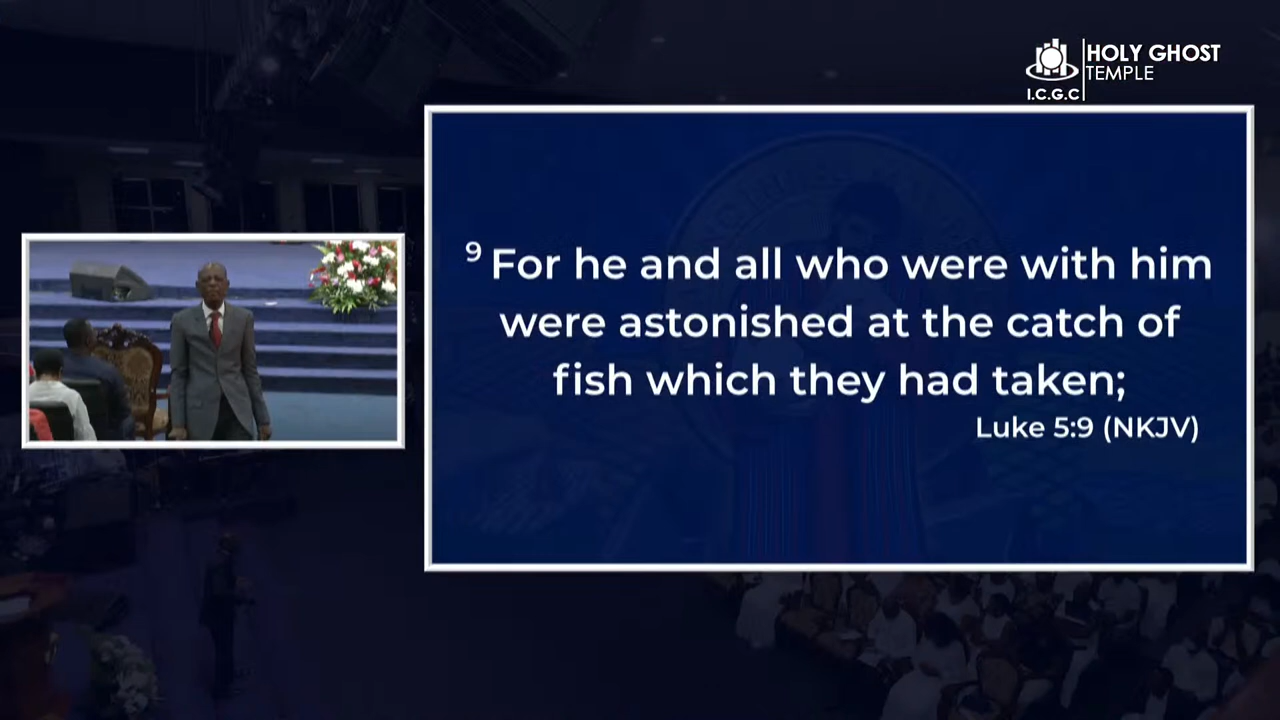 HOLY GHOST
TEMPLE
I.C.G.C
9 For he and all who were with him
were astonished at the catch of
fish which they had taken;
Luke 5:9 (NKJV)